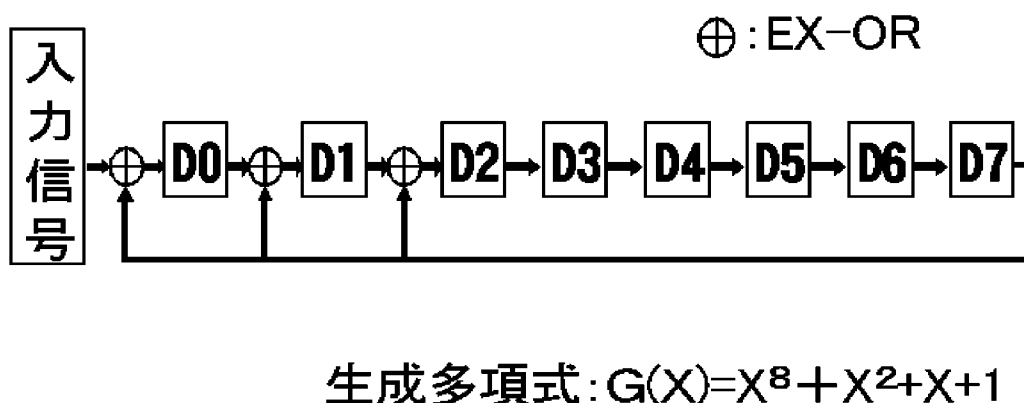 ⊕:EX-OR
入力信号
D0 D1 D2 D3 D4 D5 D6 D7
生成多項式:G(X)=X⁸+X²+X+1